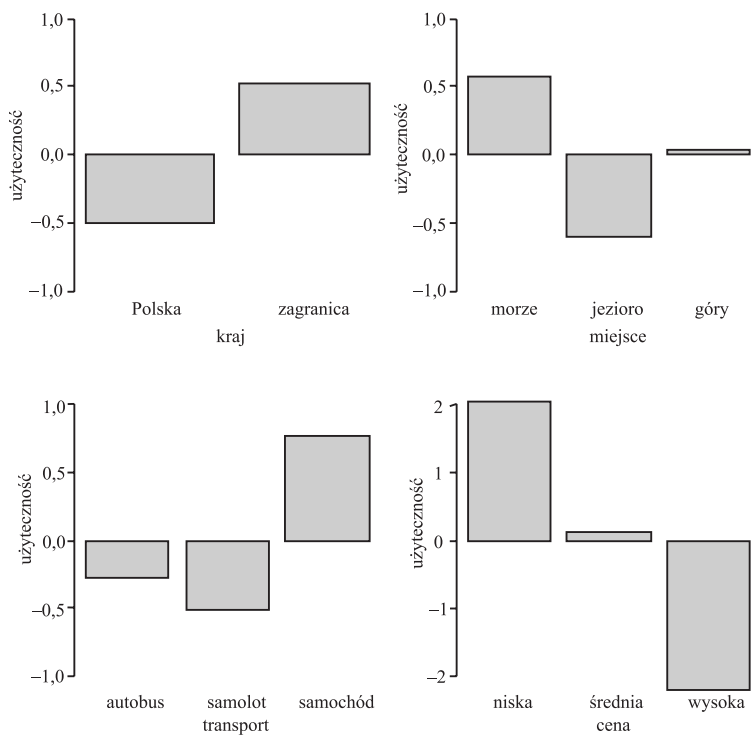 1,0
0,5
0,0
–0,5
–1,0
użyteczność
Polska zagranica
kraj
1,0
0,5
0,0
–0,5
–1,0
użyteczność
morze jezioro góry
miejsce
1,0
0,5
0,0
–0,5
–1,0
użyteczność
autobus samolot samochód
transport
2
1
0
–1
–2
użyteczność
niska średnia wysoka
cena